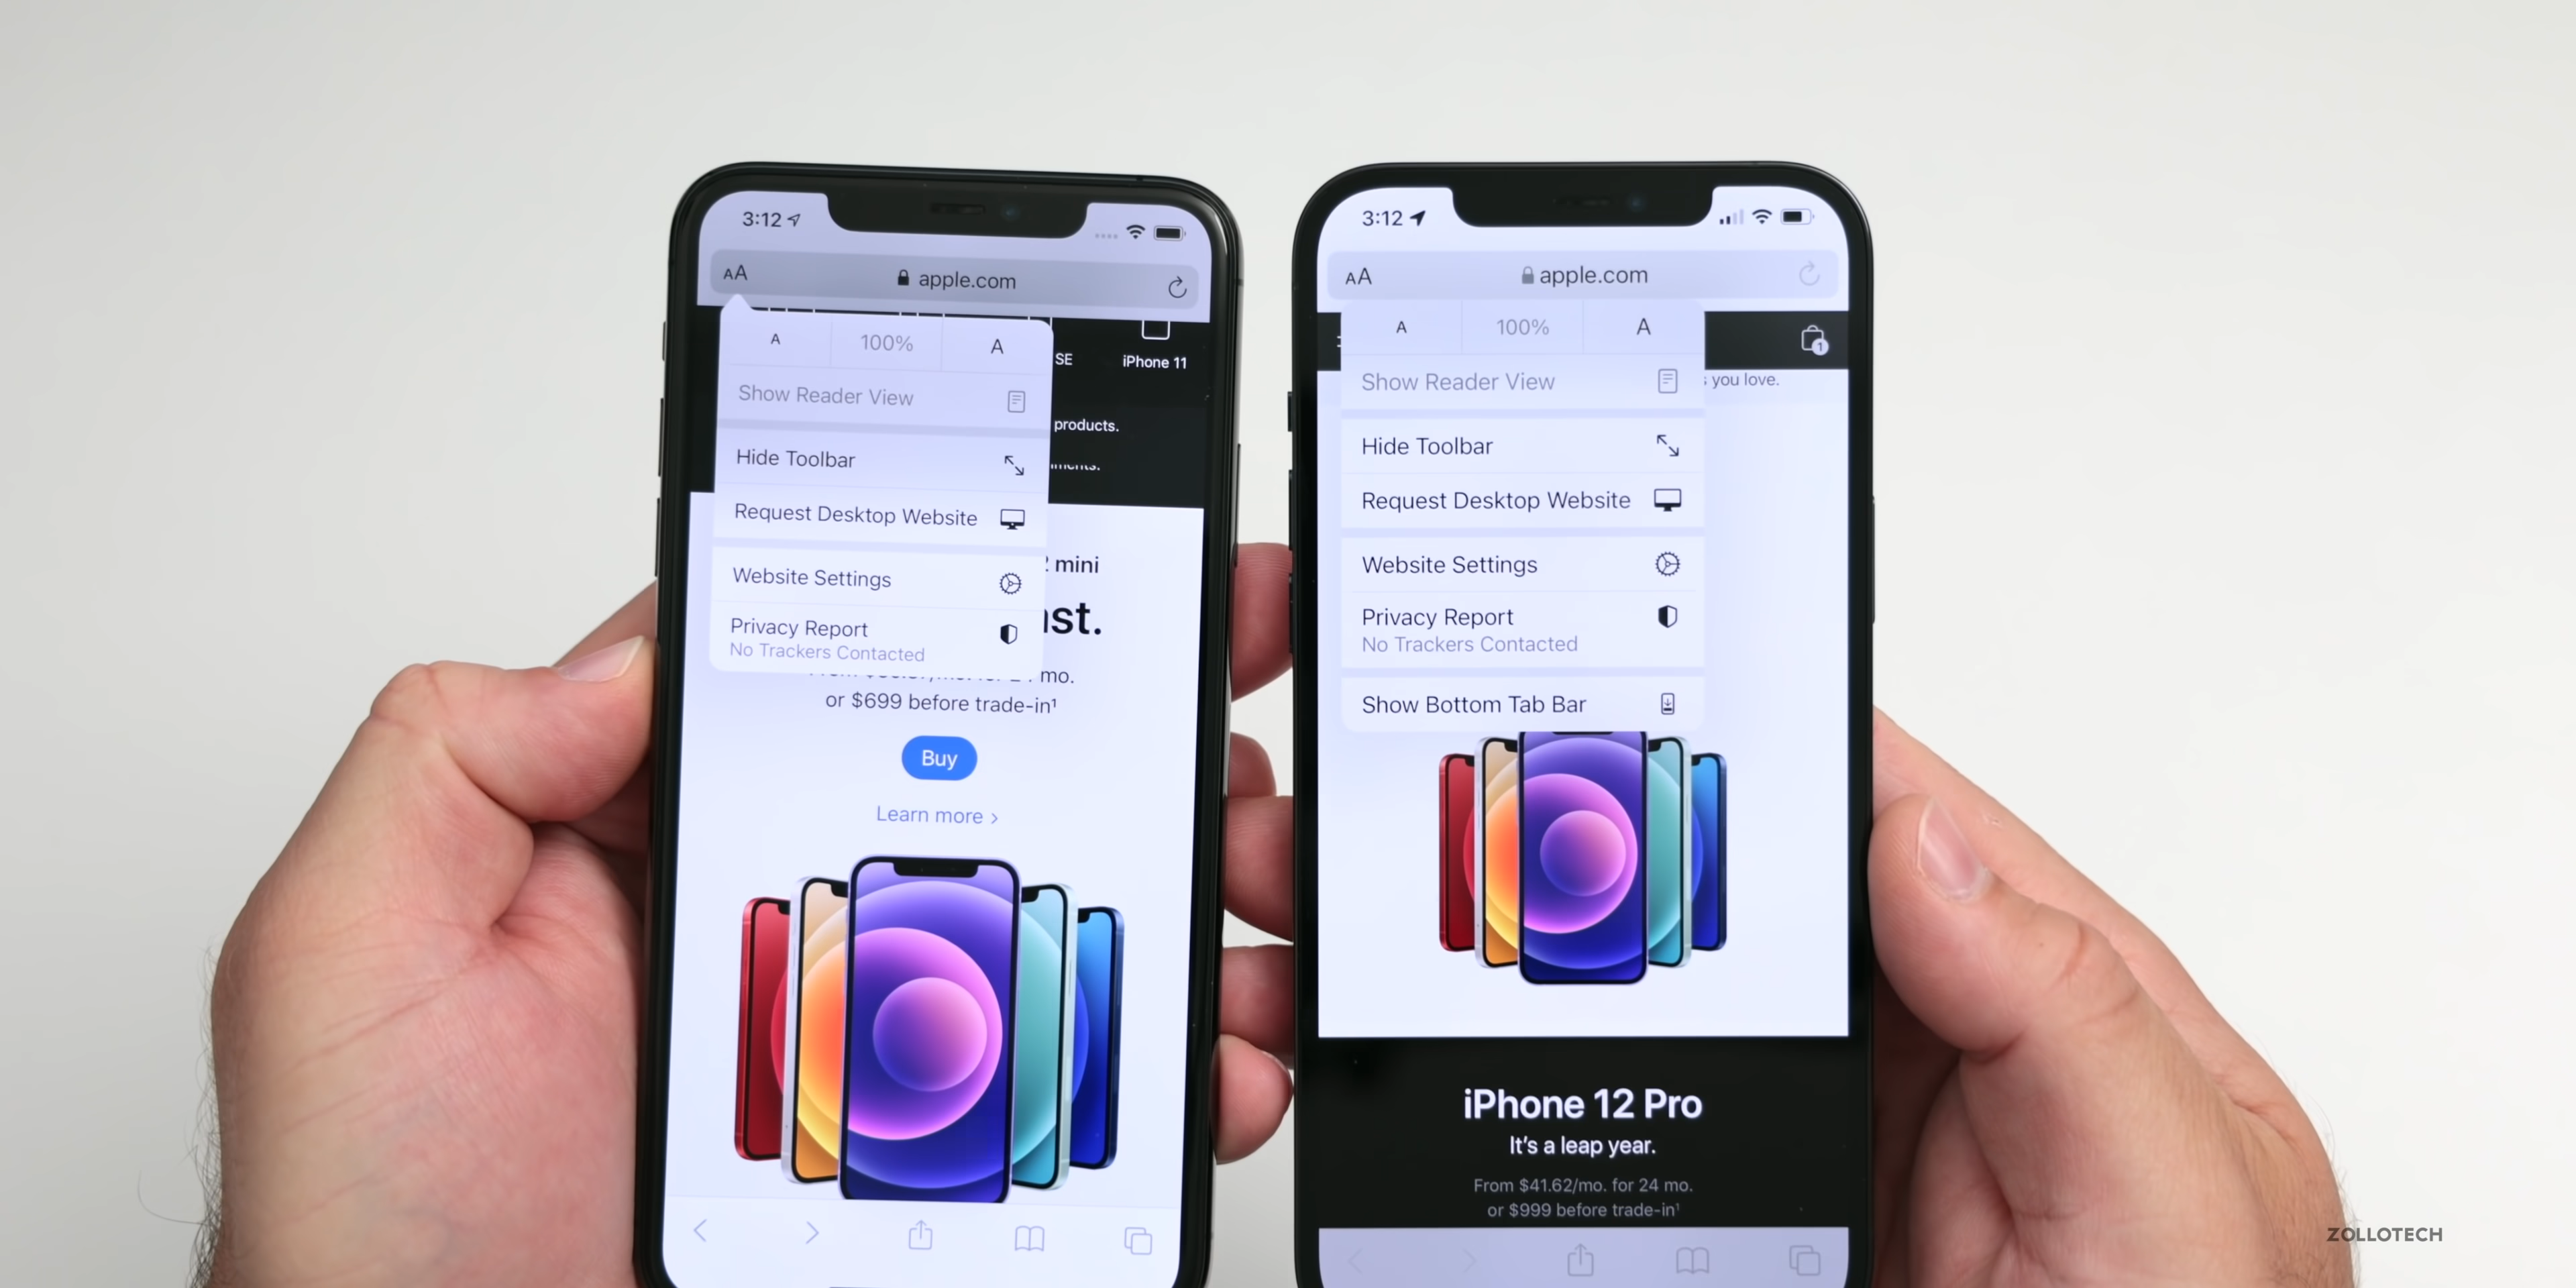 3:12
AA
apple.com
A 100% A
Show Reader View
Hide Toolbar
Request Desktop Website
Website Settings
Privacy Report
No Trackers Contacted
SE
iPhone 11
products.
mini
mo.
or $699 before trade-in¹
Buy
Learn more >
3:12
AA
apple.com
A 100% A
1
Show Reader View
you love.
Hide Toolbar
Request Desktop Website
Website Settings
Privacy Report
No Trackers Contacted
Show Bottom Tab Bar
iPhone 12 Pro
It's a leap year.
From $41.62/mo. for 24 mo.
or $999 before trade-in¹
ZOLLOTECH